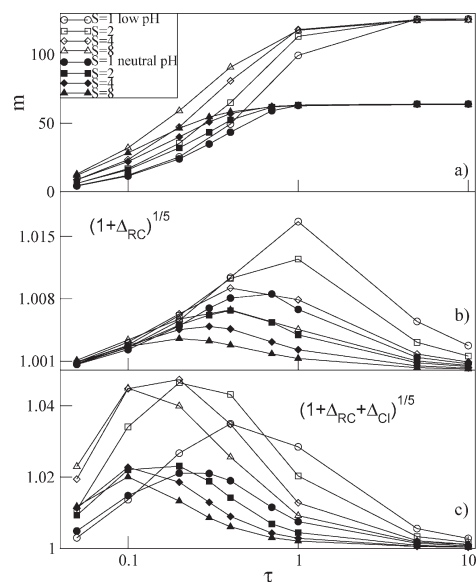 S=1 low pH
S=2
S=4
S=8
S=1 neutral pH
S=2
S=4
S=8
m
100
50
0
a)
(1+Δ_RC)^1/5
1.015
1.008
1.001
b)
(1+Δ_RC+Δ_CI)^1/5
1.04
1.02
1
c)
0.1 1 10
τ